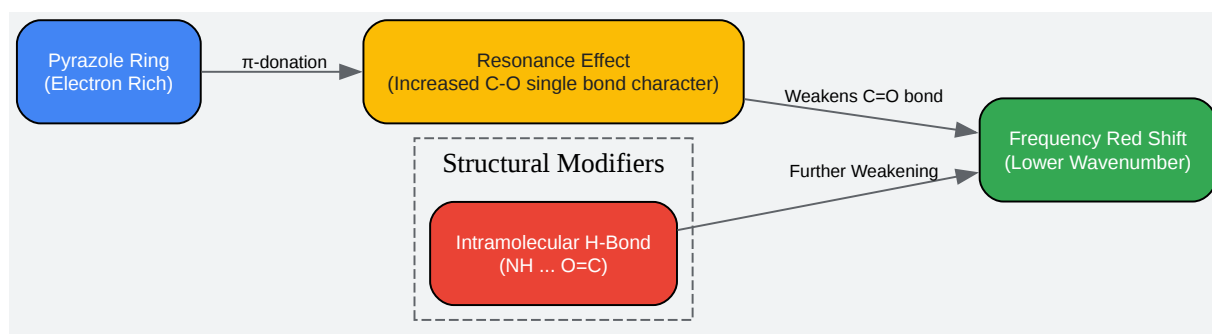 Pyrazole Ring
(Electron Rich)
π-donation
Resonance Effect
(Increased C-O single bond character)
Weakens C=O bond
Frequency Red Shift
(Lower Wavenumber)
Structural Modifiers
Further Weakening
Intramolecular H-Bond
(NH ... O=C)